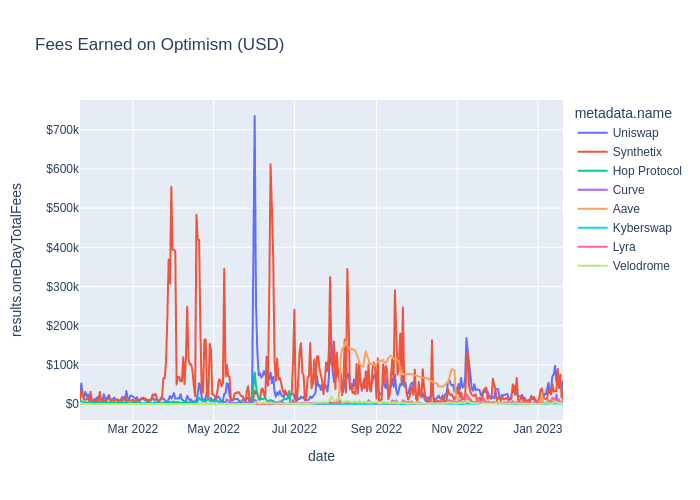 Fees Earned on Optimism (USD)
metadata.name
Uniswap
Synthetix
Hop Protocol
Curve
Aave
Kyberswap
Lyra
Velodrome
results.oneDayTotalFees
$700k
$600k
$500k
$400k
$300k
$200k
$100k
$0
Mar 2022 May 2022 Jul 2022 Sep 2022 Nov 2022 Jan 2023
date